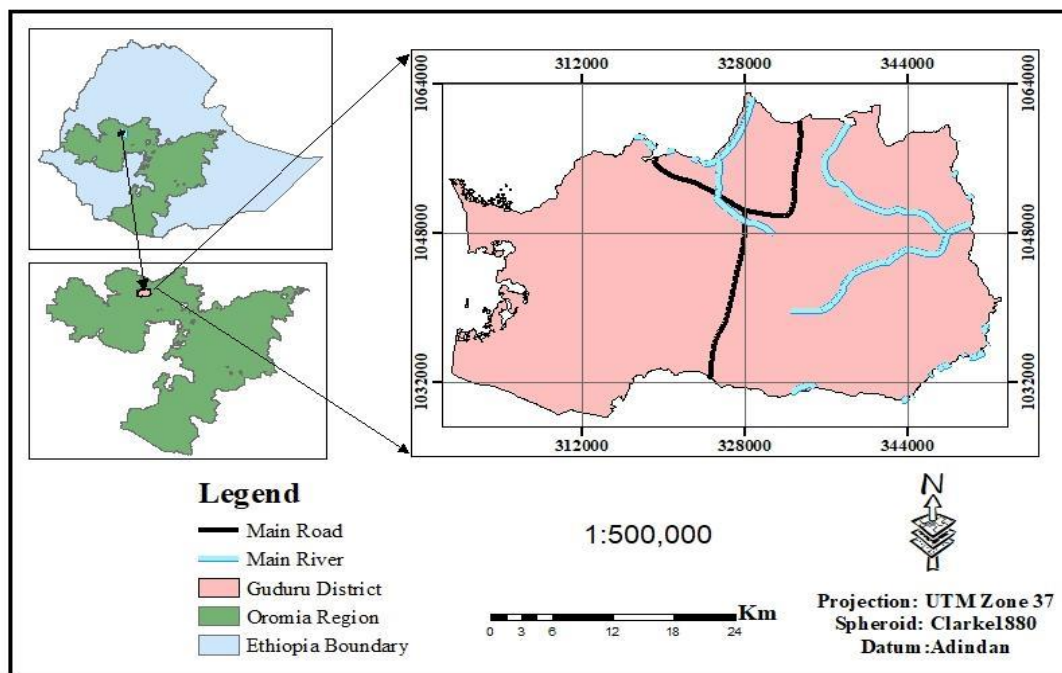 312000 328000 344000
1064000 1064000
1048000 1048000
1032000 1032000
312000 328000 344000
Legend
Main Road
Main River
Guduru District
Oromia Region
Ethiopia Boundary
1:500,000
Km
0 3 6 12 18 24
N
Projection: UTM Zone 37
Spheroid: Clarke1880
Datum :Adindan